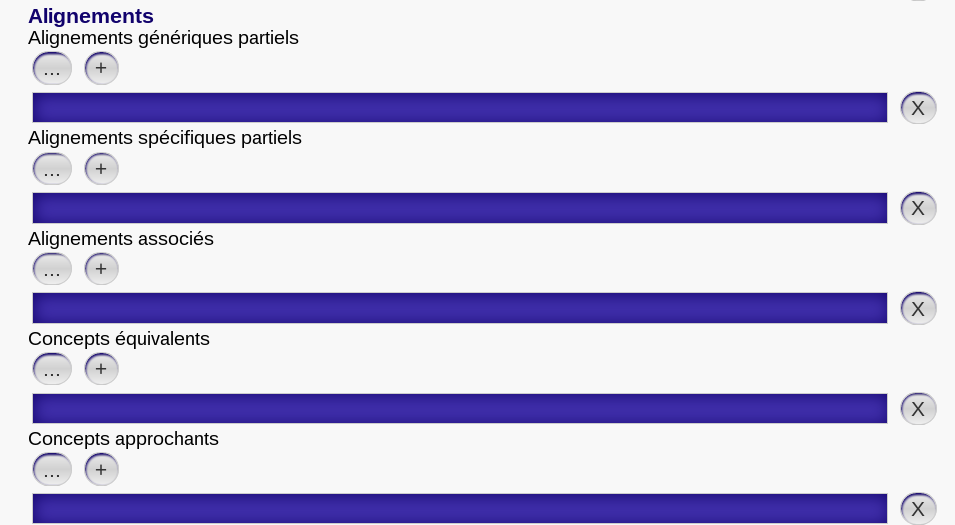 Alignements
Alignements génériques partiels
... +
X
Alignements spécifiques partiels
... +
X
Alignements associés
... +
X
Concepts équivalents
... +
X
Concepts approchants
... +
X